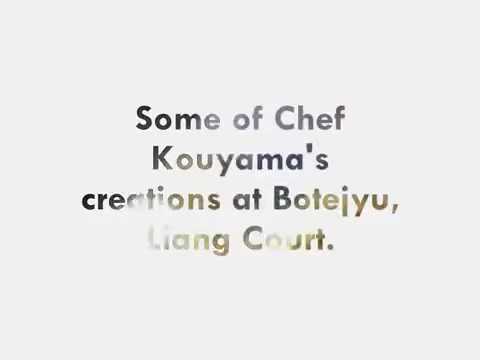 Some of Chef
Kouyama's
creations at Botejyu,
Liang Court.